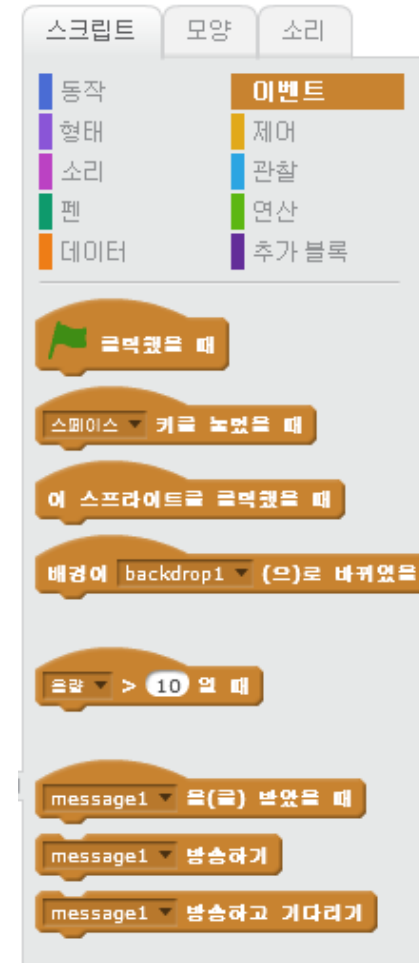 스크립트 모양 소리
동작 이벤트
형태 제어
소리 관찰
펜 연산
데이터 추가 블록
클릭했을 때
스페이스 키를 눌렀을 때
이 스프라이트를 클릭했을 때
배경이 backdrop1 (으)로 바뀌었을
음량 > 10 일 때
message1 을(를) 받았을 때
message1 방송하기
message1 방송하고 기다리기